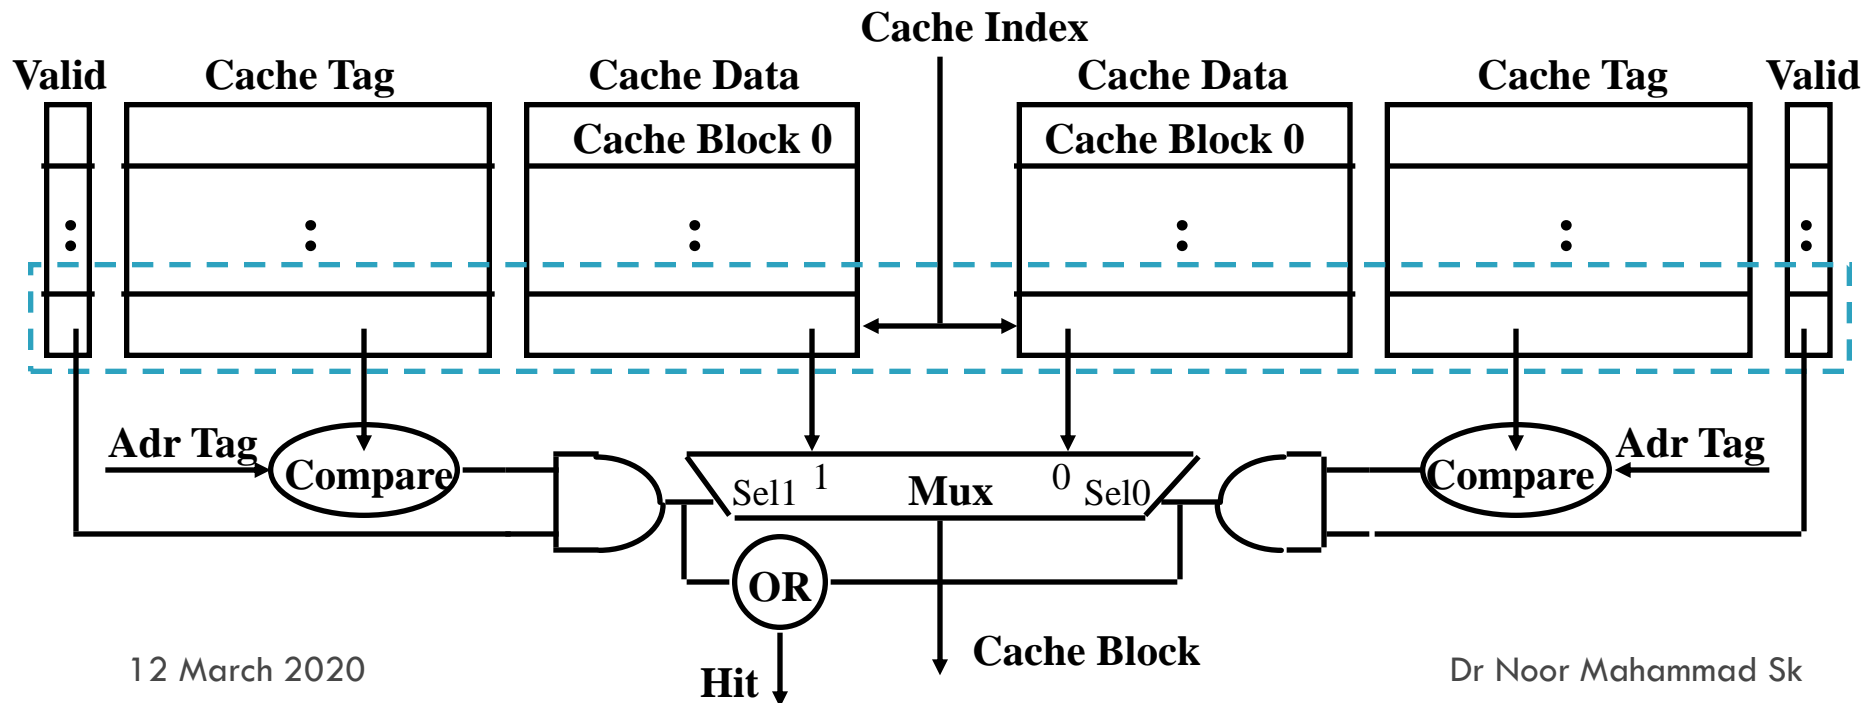 Cache Index
Valid Cache Tag Cache Data Cache Data Cache Tag Valid
Cache Block 0 Cache Block 0
Adr Tag Adr Tag
Compare Sel1 1 Mux 0 Sel0 Compare
OR
Cache Block
12 March 2020 Hit Dr Noor Mahammad Sk